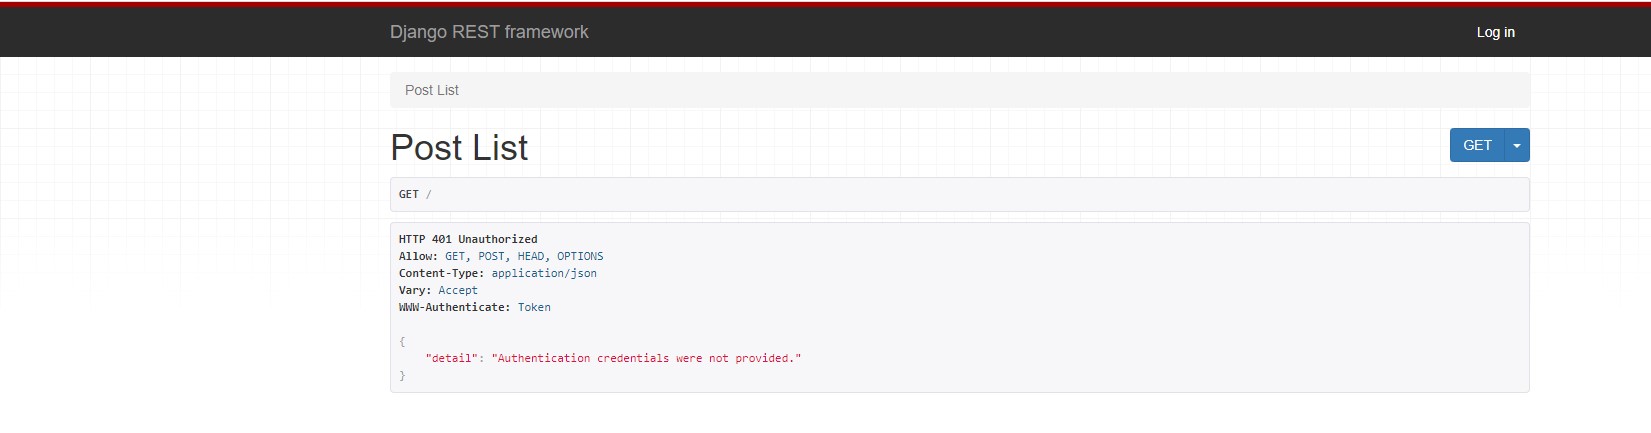 Django REST framework
Log in
Post List
Post List
GET
GET /
HTTP 401 Unauthorized
Allow: GET, POST, HEAD, OPTIONS
Content-Type: application/json
Vary: Accept
WWW-Authenticate: Token
{
    "detail": "Authentication credentials were not provided."
}